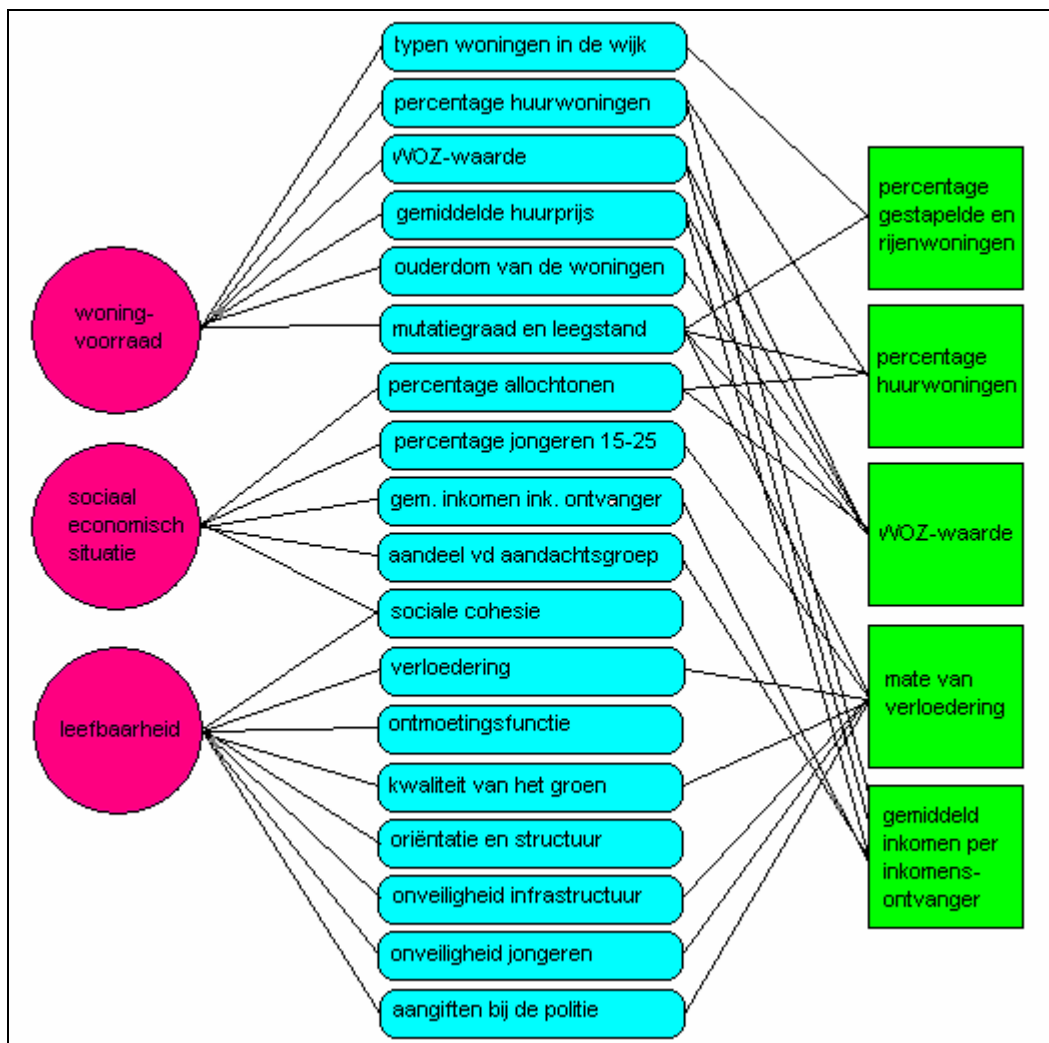 typen woningen in de wijk
percentage huurwoningen
WOZ-waarde
gemiddelde huurprijs
ouderdom van de woningen
mutatiegraad en leegstand
percentage allochtonen
percentage jongeren 15-25
gem. inkomen ink. ontvanger
aandeel vd aandachtsgroep
sociale cohesie
verloedering
ontmoetingsfunctie
kwaliteit van het groen
oriëntatie en structuur
onveiligheid infrastructuur
onveiligheid jongeren
aangiften bij de politie
woning-
voorraad
sociaal
economisch
situatie
leefbaarheid
percentage
gestapelde en
rijenwoningen
percentage
huurwoningen
WOZ-waarde
mate van
verloedering
gemiddeld
inkomen per
inkomens-
ontvanger